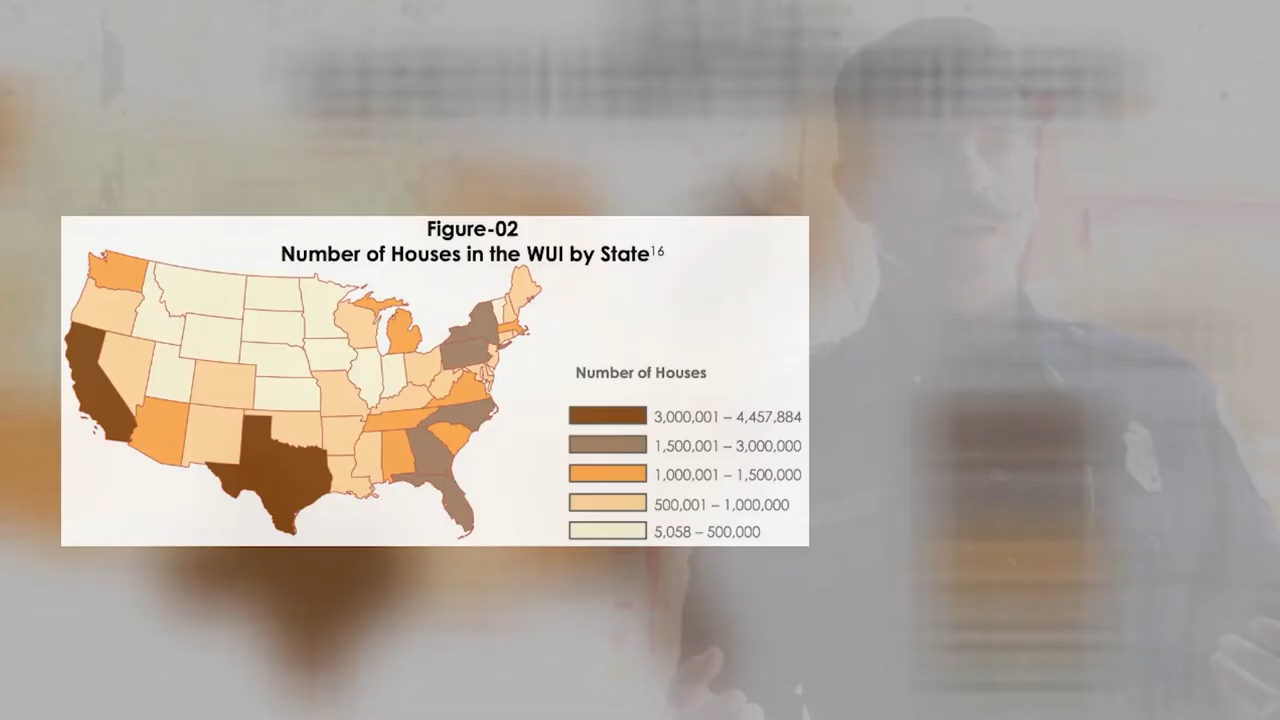 Figure-02
Number of Houses in the WUI by State16
Number of Houses
3,000,001 – 4,457,884
1,500,001 – 3,000,000
1,000,001 – 1,500,000
500,001 – 1,000,000
5,058 – 500,000